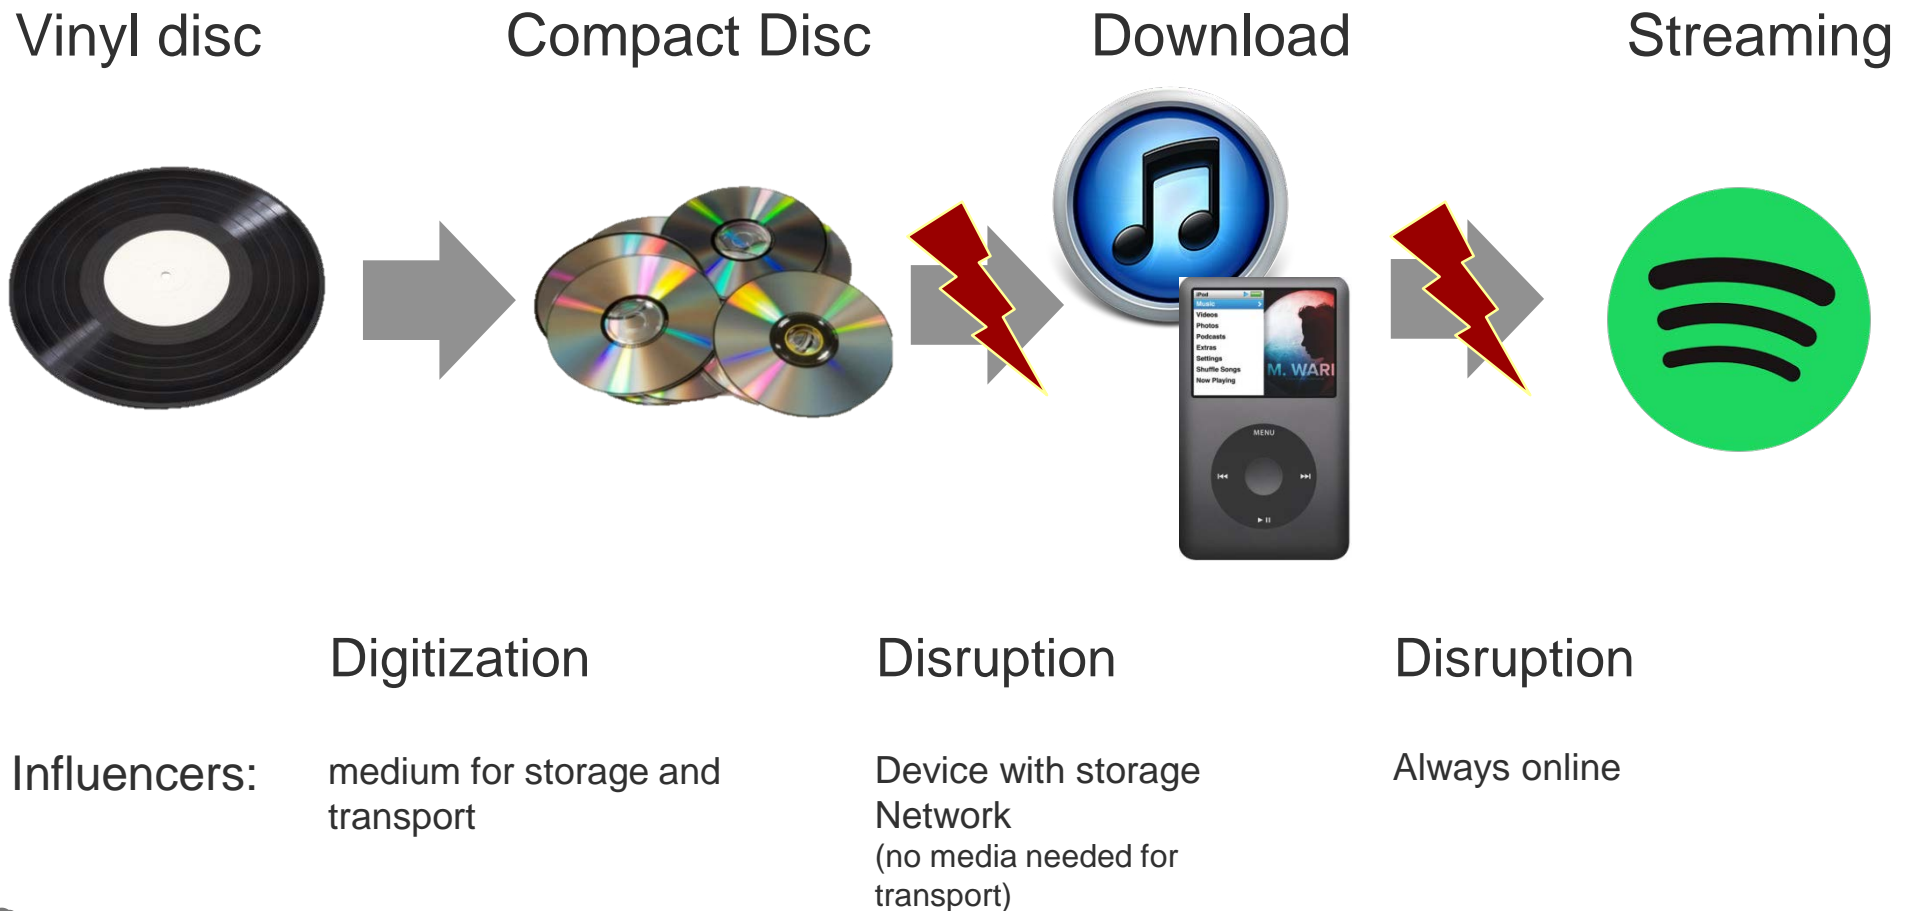 Vinyl disc
Compact Disc
Download
Streaming
iPod
Music
Videos
Photos
Podcasts
Extras
Settings
Shuffle Songs
Now Playing
M. WARI
MENU
Digitization
Disruption
Disruption
Influencers:
medium for storage and
transport
Device with storage
Network
(no media needed for
transport)
Always online